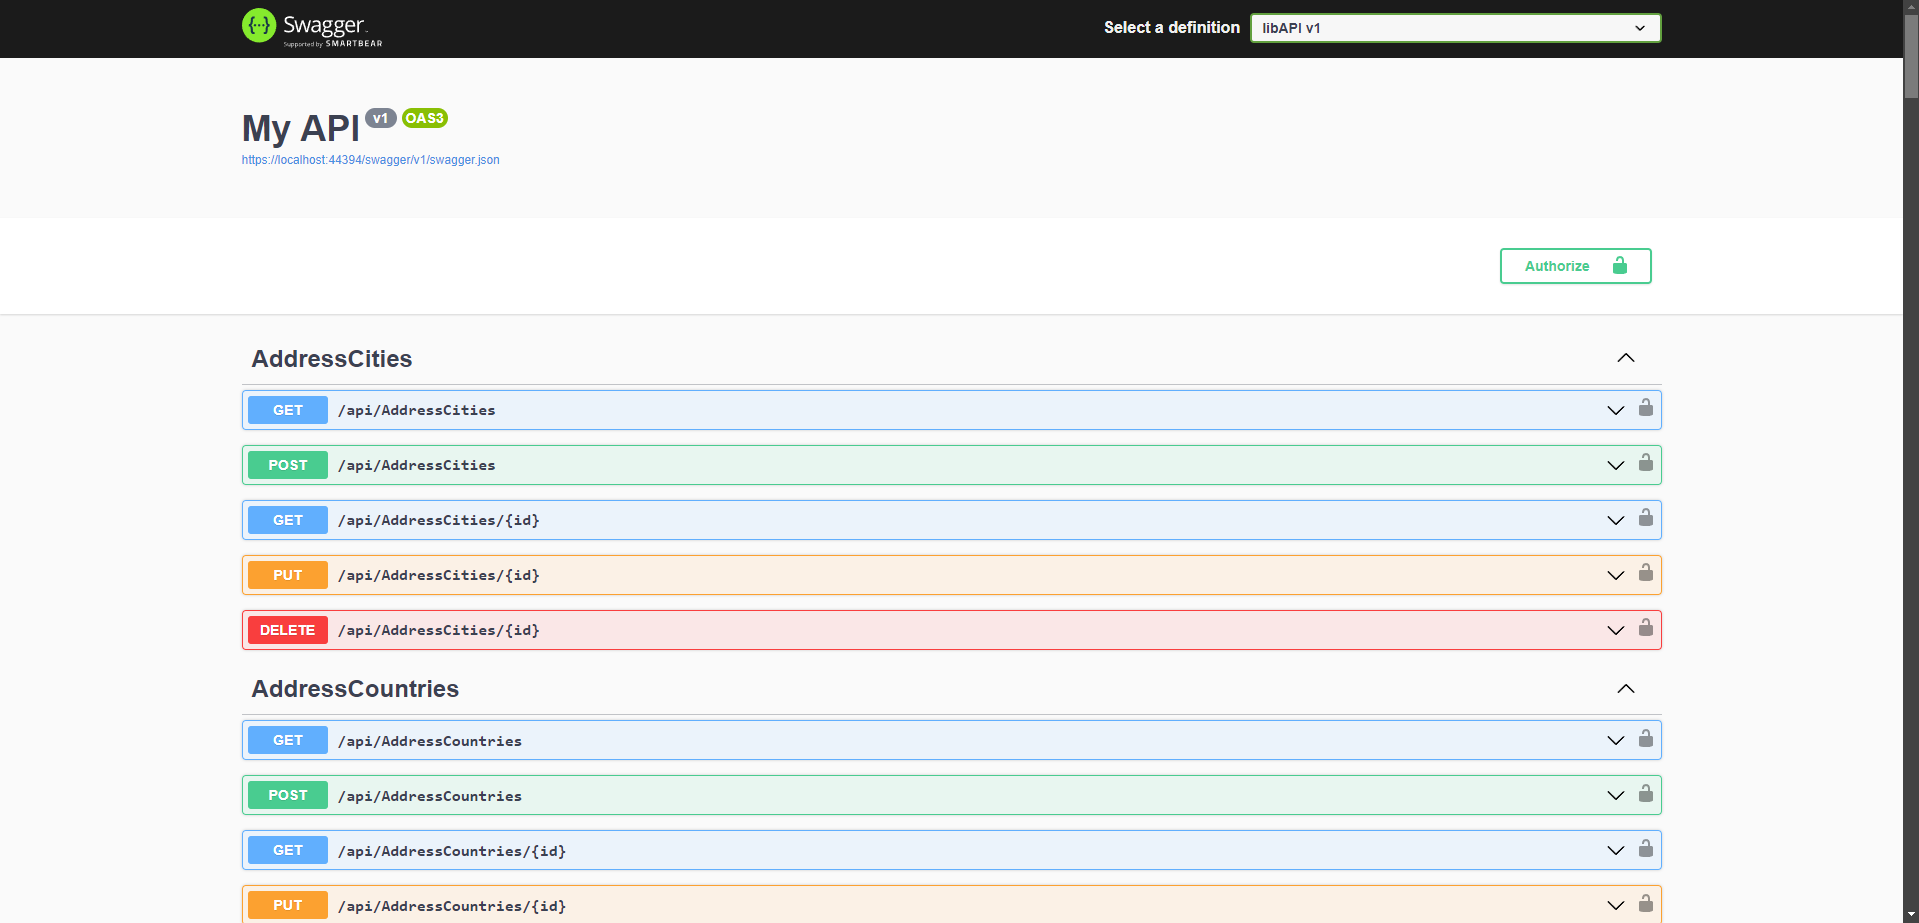 Swagger.
Supported by SMARTBEAR
Select a definition
libAPI v1
My API v1 OAS3
https://localhost:44394/swagger/v1/swagger.json
Authorize
AddressCities
GET /api/AddressCities
POST /api/AddressCities
GET /api/AddressCities/{id}
PUT /api/AddressCities/{id}
DELETE /api/AddressCities/{id}
AddressCountries
GET /api/AddressCountries
POST /api/AddressCountries
GET /api/AddressCountries/{id}
PUT /api/AddressCountries/{id}